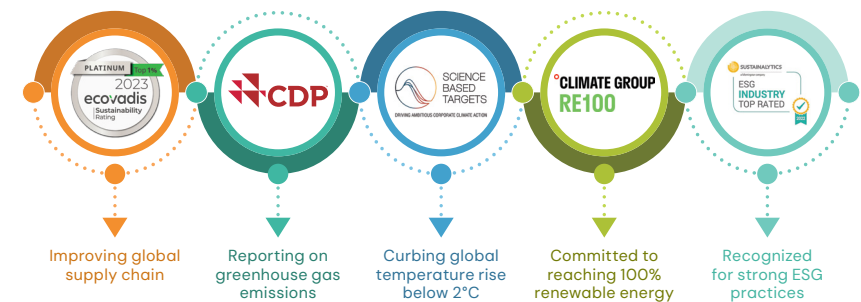 PLATINUM
Top 1%
2023
ecovadis
Sustainability
Rating
CDP
SCIENCE
BASED
TARGETS
DRIVING AMBITIOUS CORPORATE CLIMATE ACTION
°CLIMATE GROUP
RE100
SUSTAINALYTICS
ESG
INDUSTRY
TOP RATED
Improving global
supply chain
Reporting on
greenhouse gas
emissions
Curbing global
temperature rise
below 2°C
Committed to
reaching 100%
renewable energy
Recognized
for strong ESG
practices